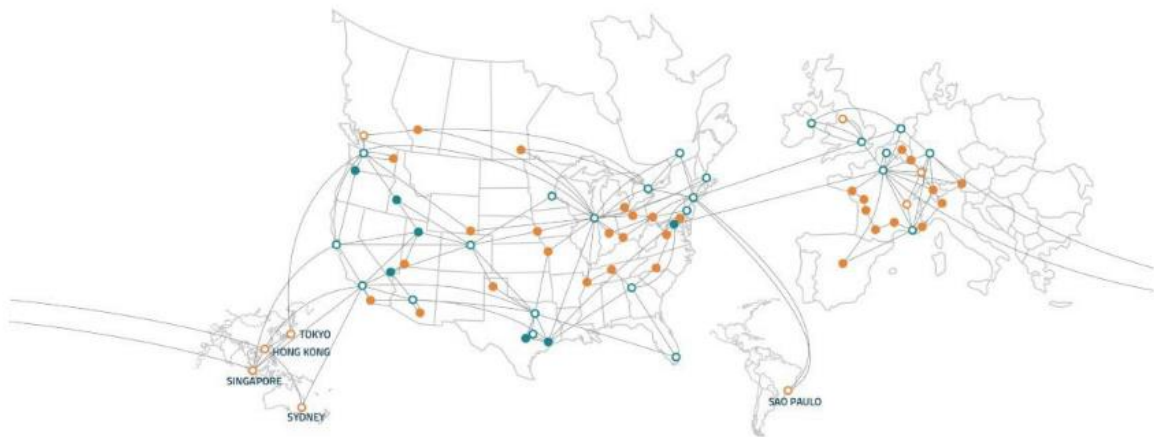 TOKYO
HONG KONG
SINGAPORE
SYDNEY
SAO PAULO